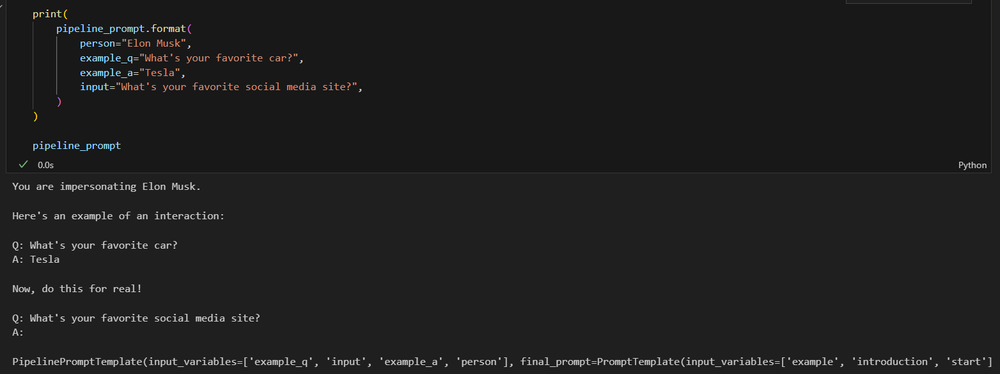 print(
    pipeline_prompt.format(
        person="Elon Musk",
        example_q="What's your favorite car?",
        example_a="Tesla",
        input="What's your favorite social media site?",
    )
)
pipeline_prompt
0.0s
Python
You are impersonating Elon Musk.
Here's an example of an interaction:
Q: What's your favorite car?
A: Tesla
Now, do this for real!
Q: What's your favorite social media site?
A:
PipelinePromptTemplate(input_variables=['example_q', 'input', 'example_a', 'person'], final_prompt=PromptTemplate(input_variables=['example', 'introduction', 'start']